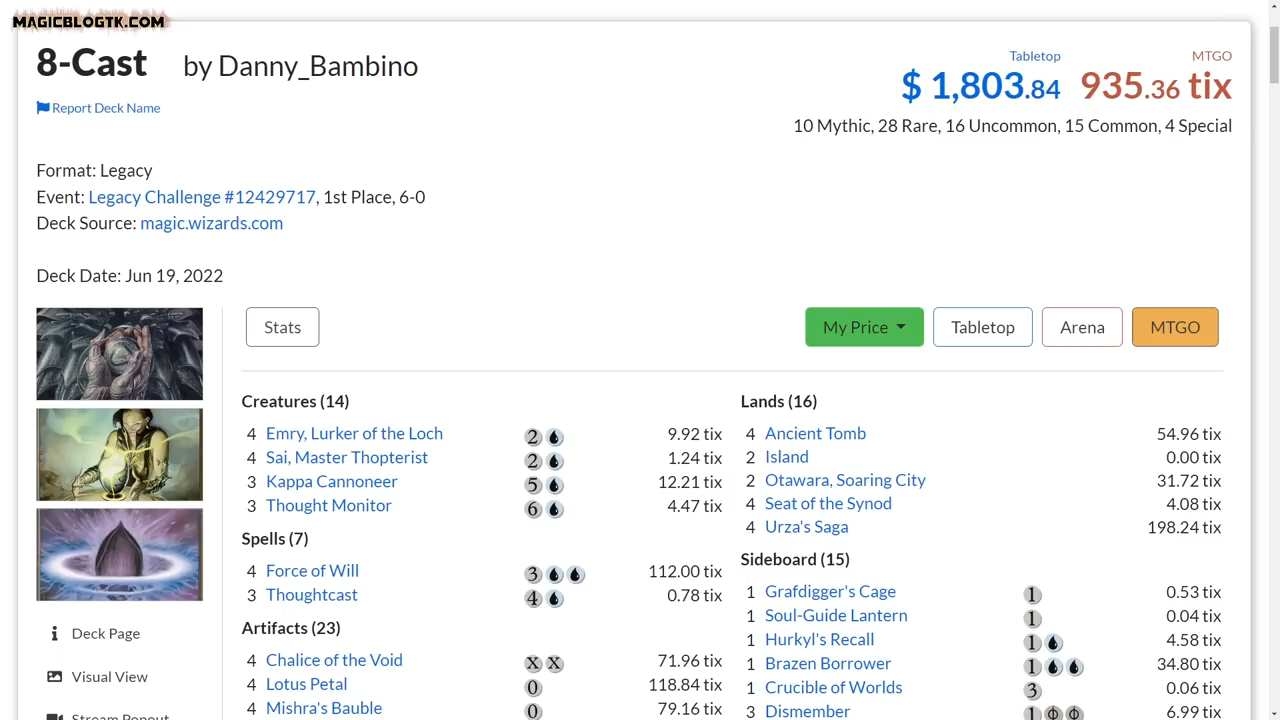 MAGICBLOGTK.COM
8-Cast by Danny_Bambino
Report Deck Name
Tabletop
$ 1,803.84
MTGO
935.36 tix
10 Mythic, 28 Rare, 16 Uncommon, 15 Common, 4 Special
Format: Legacy
Event: Legacy Challenge #12429717, 1st Place, 6-0
Deck Source: magic.wizards.com
Deck Date: Jun 19, 2022
Stats
My Price
Tabletop
Arena
MTGO
Creatures (14)
4 Emry, Lurker of the Loch 2 9.92 tix
4 Sai, Master Thopterist 2 1.24 tix
3 Kappa Cannoneer 5 12.21 tix
3 Thought Monitor 6 4.47 tix
Spells (7)
4 Force of Will 3 112.00 tix
3 Thoughtcast 4 0.78 tix
Artifacts (23)
4 Chalice of the Void X X 71.96 tix
4 Lotus Petal 0 118.84 tix
4 Mishra's Bauble 0 79.16 tix
Lands (16)
4 Ancient Tomb 54.96 tix
2 Island 0.00 tix
2 Otawara, Soaring City 31.72 tix
4 Seat of the Synod 4.08 tix
4 Urza's Saga 198.24 tix
Sideboard (15)
1 Grafdigger's Cage 1 0.53 tix
1 Soul-Guide Lantern 1 0.04 tix
1 Hurkyl's Recall 1 4.58 tix
1 Brazen Borrower 1 34.80 tix
1 Crucible of Worlds 3 0.06 tix
3 Dismember 1 6.99 tix
Deck Page
Visual View
Stream Popout